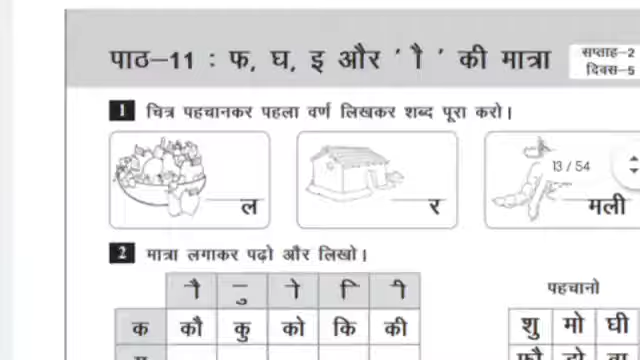 पाठ–11 : फ, घ, इ और ' ौ ' की मात्रा
सप्ताह–2
दिवस–5
1 चित्र पहचानकर पहला वर्ण लिखकर शब्द पूरा करो।
ल
र
13 / 54
मली
2 मात्रा लगाकर पढ़ो और लिखो।
ौ ु ो ि ी
क कौ कु को कि की
पहचानो
शु मो घी